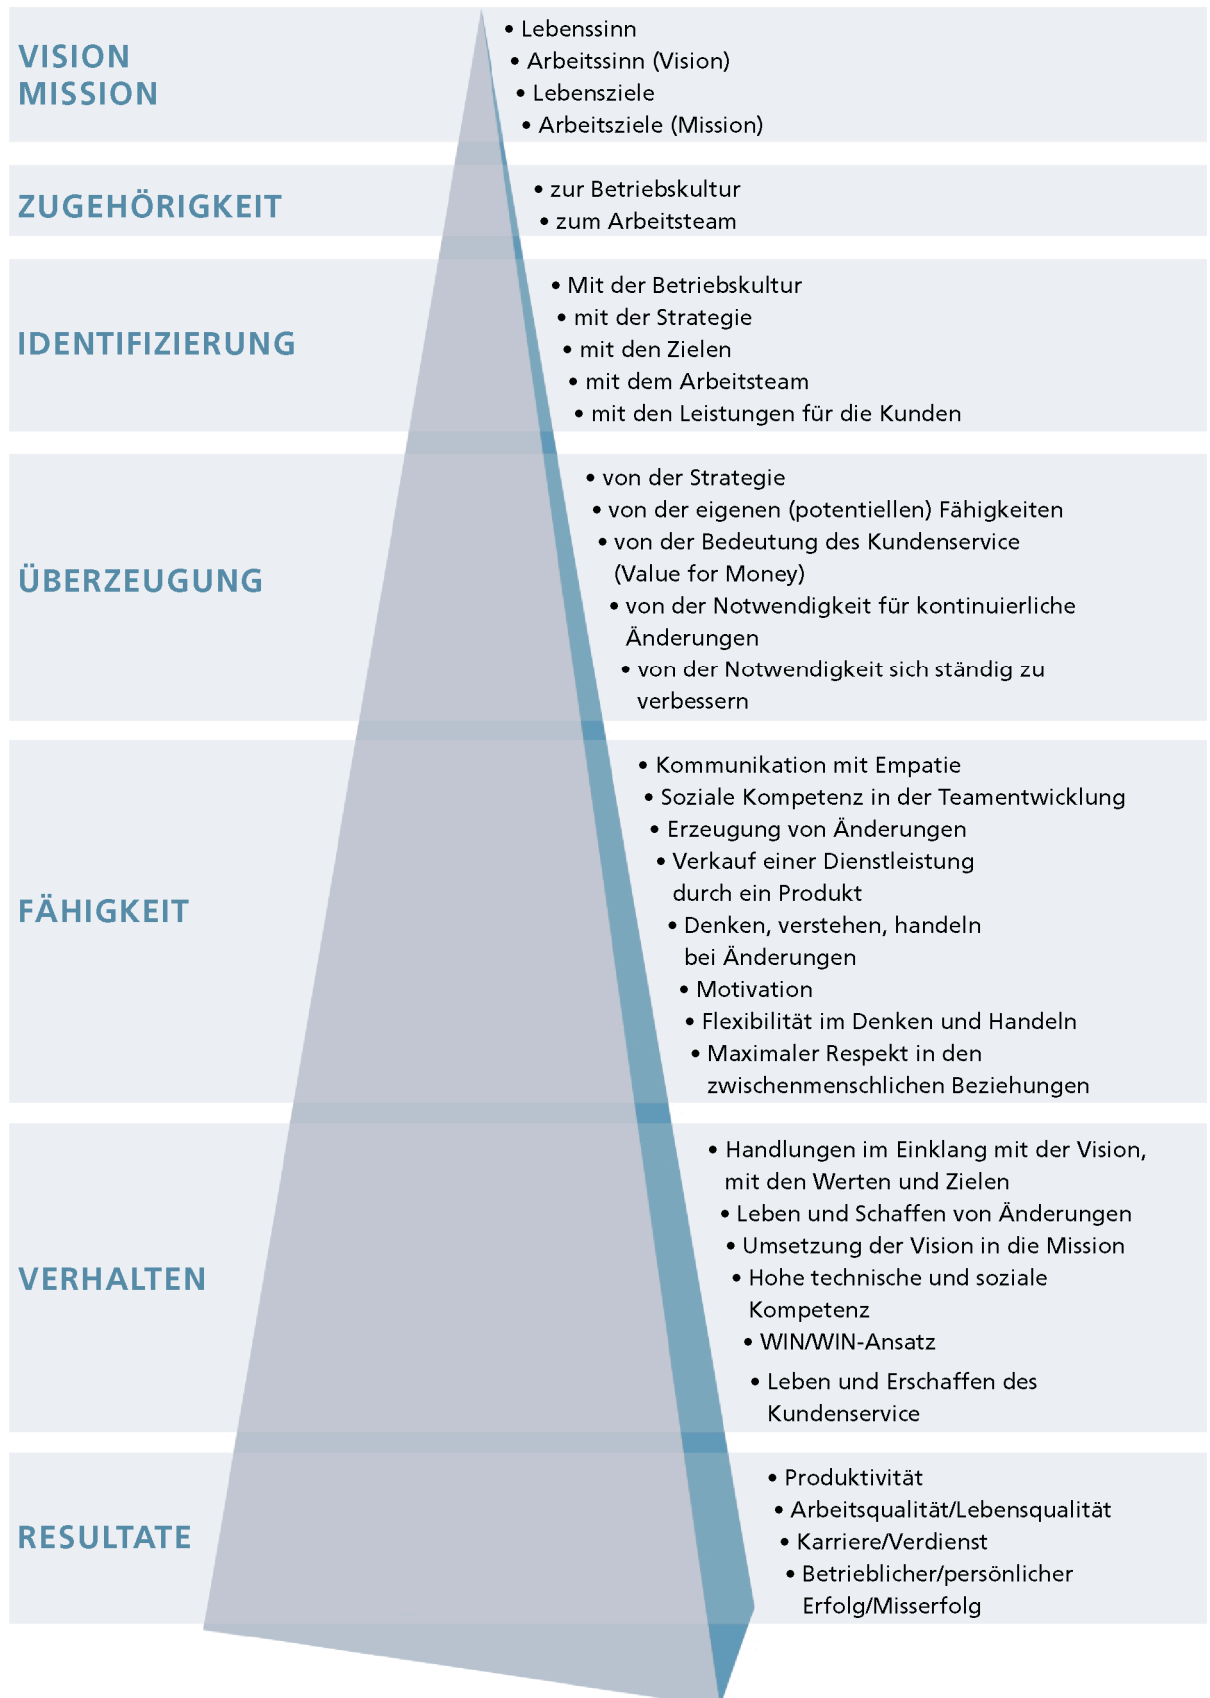 VISION
MISSION
• Lebenssinn
• Arbeitssinn (Vision)
• Lebensziele
• Arbeitsziele (Mission)
ZUGEHÖRIGKEIT
• zur Betriebskultur
• zum Arbeitsteam
IDENTIFIZIERUNG
• Mit der Betriebskultur
• mit der Strategie
• mit den Zielen
• mit dem Arbeitsteam
• mit den Leistungen für die Kunden
ÜBERZEUGUNG
• von der Strategie
• von der eigenen (potentiellen) Fähigkeiten
• von der Bedeutung des Kundenservice
(Value for Money)
• von der Notwendigkeit für kontinuierliche
Änderungen
• von der Notwendigkeit sich ständig zu
verbessern
FÄHIGKEIT
• Kommunikation mit Empatie
• Soziale Kompetenz in der Teamentwicklung
• Erzeugung von Änderungen
• Verkauf einer Dienstleistung
durch ein Produkt
• Denken, verstehen, handeln
bei Änderungen
• Motivation
• Flexibilität im Denken und Handeln
• Maximaler Respekt in den
zwischenmenschlichen Beziehungen
VERHALTEN
• Handlungen im Einklang mit der Vision,
mit den Werten und Zielen
• Leben und Schaffen von Änderungen
• Umsetzung der Vision in die Mission
• Hohe technische und soziale
Kompetenz
• WIN/WIN-Ansatz
• Leben und Erschaffen des
Kundenservice
RESULTATE
• Produktivität
• Arbeitsqualität/Lebensqualität
• Karriere/Verdienst
• Betrieblicher/persönlicher
Erfolg/Misserfolg